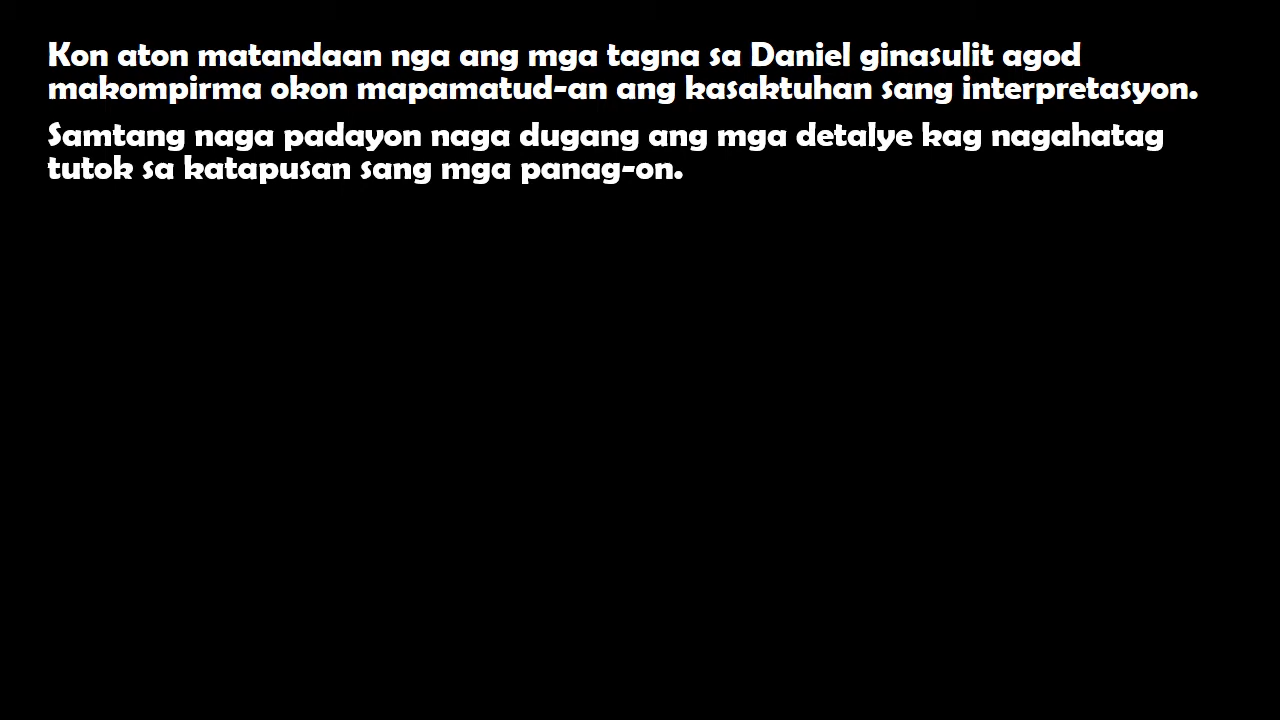 Kon aton matandaan nga ang mga tagna sa Daniel ginasulit agod
makompirma okon mapamatud-an ang kasaktuhan sang interpretasyon.
Samtang naga padayon naga dugang ang mga detalye kag nagahatag
tutok sa katapusan sang mga panag-on.